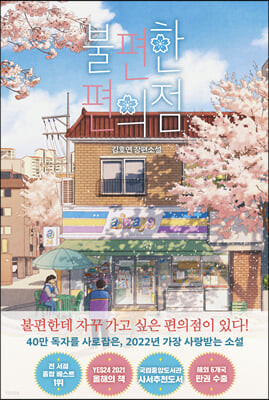 불편한
편의점
김호연 장편소설
불편한데 자꾸 가고 싶은 편의점이 있다!
40만 독자를 사로잡은, 2022년 가장 사랑받는 소설
전 서점
종합 베스트
1위
YES24 2021
올해의 책
국립중앙도서관
사서추천도서
해외 6개국
판권 수출